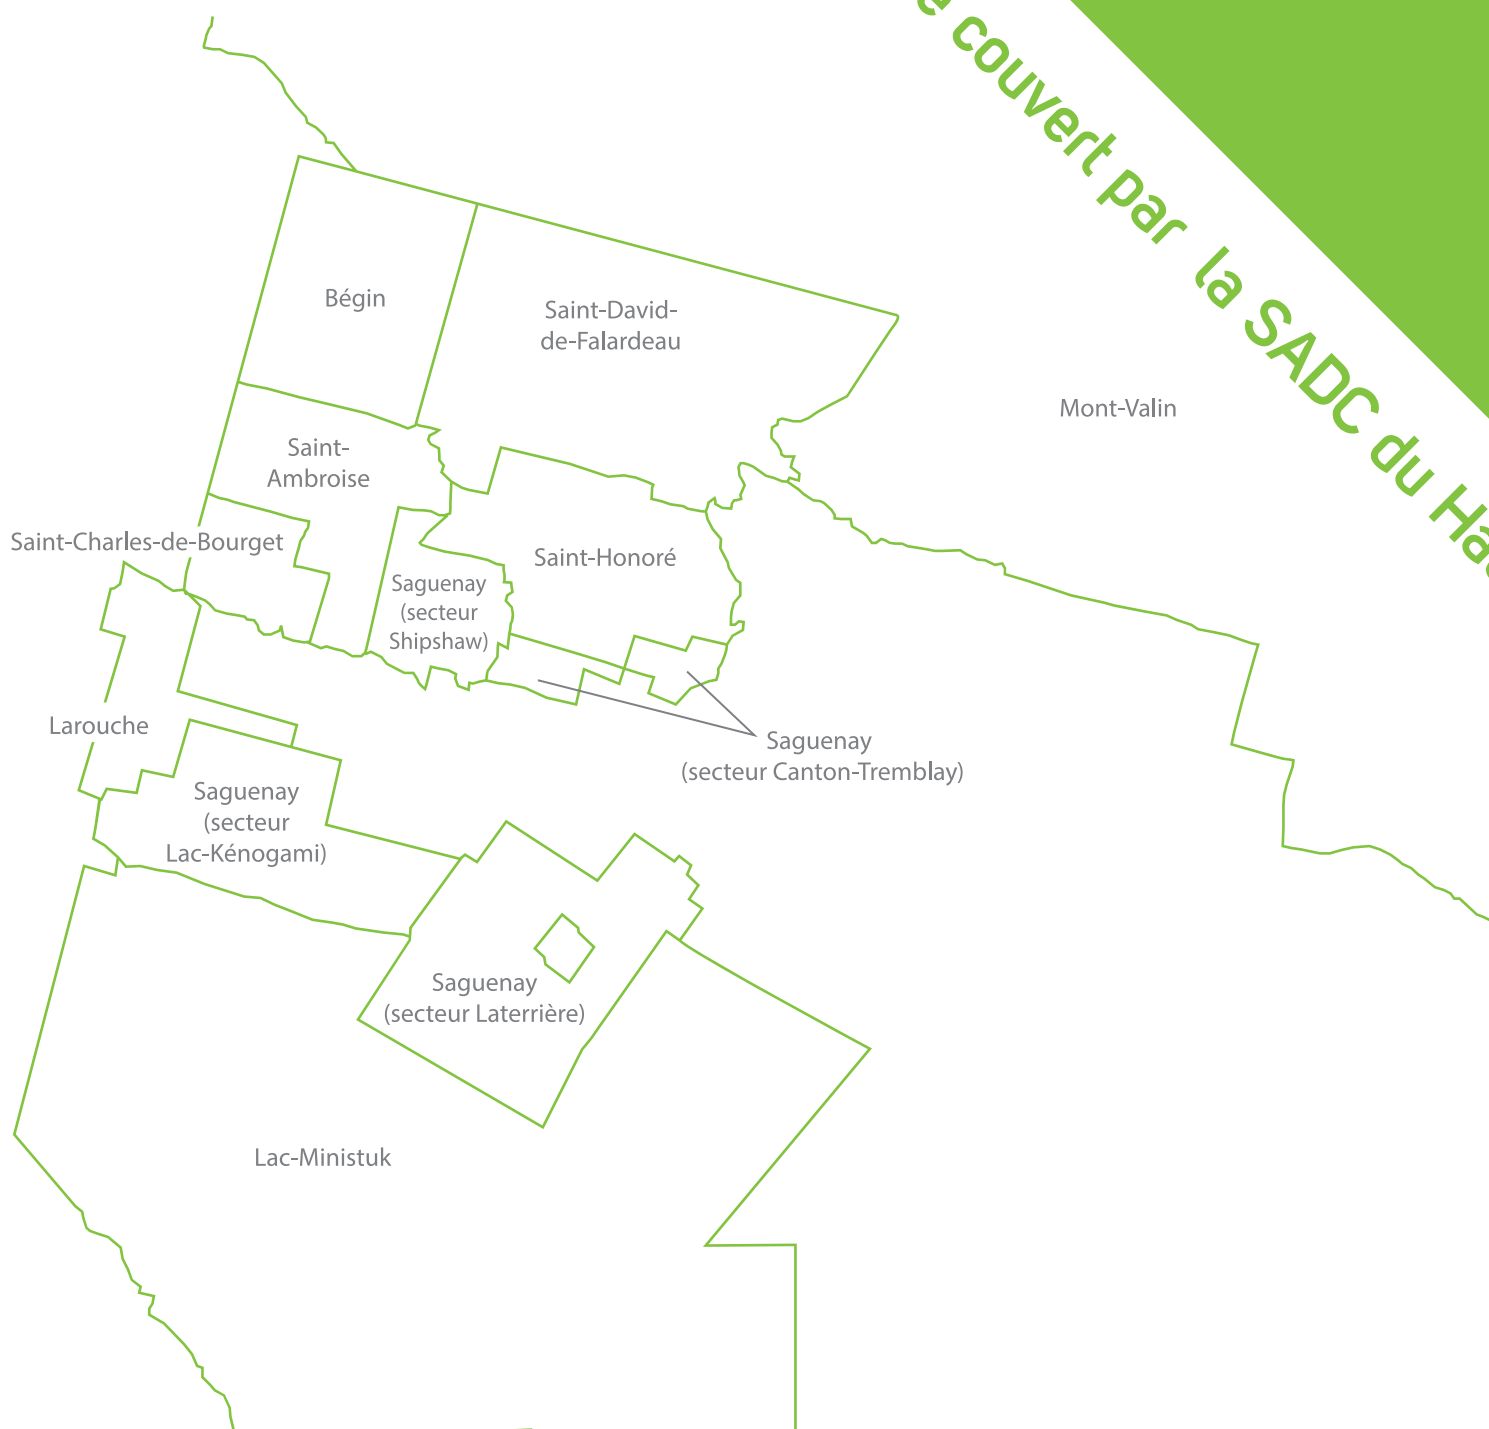 couvert par la SADC du
Bégin
Saint-David-
de-Falardeau
Mont-Valin
Saint-
Ambroise
Saint-Charles-de-Bourget
Saint-Honoré
Saguenay
(secteur
Shipshaw)
Larouche
Saguenay
(secteur Canton-Tremblay)
Saguenay
(secteur
Lac-Kénogami)
Saguenay
(secteur Laterrière)
Lac-Ministuk